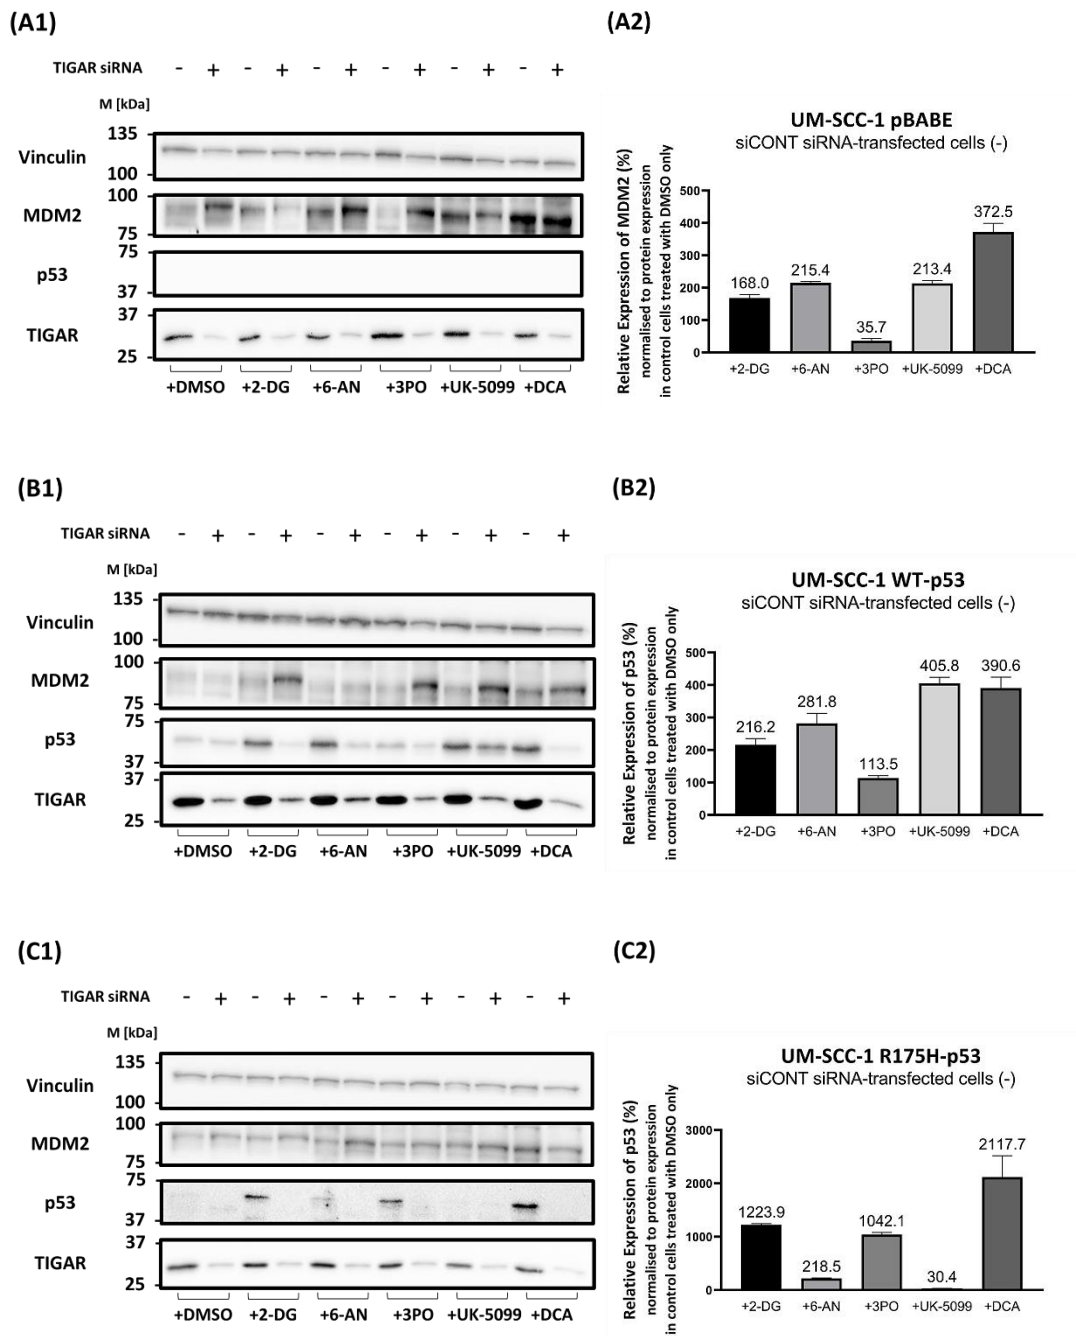 (A1)
TIGAR siRNA - + - + - + - + - + - +
M [kDa]
135
Vinculin
100
100
MDM2
75
75
p53
37
37
TIGAR
25
+DMSO +2-DG +6-AN +3PO +UK-5099 +DCA
(A2)
UM-SCC-1 pBABE
siCONT siRNA-transfected cells (-)
Relative Expression of MDM2 (%)
normalised to protein expression
in control cells treated with DMSO only
500
400
300
200
100
0
168.0
215.4
35.7
213.4
372.5
+2-DG +6-AN +3PO +UK-5099 +DCA
(B1)
TIGAR siRNA - + - + - + - + - + - +
M [kDa]
135
Vinculin
100
100
MDM2
75
75
p53
37
37
TIGAR
25
+DMSO +2-DG +6-AN +3PO +UK-5099 +DCA
(B2)
UM-SCC-1 WT-p53
siCONT siRNA-transfected cells (-)
Relative Expression of p53 (%)
normalised to protein expression
in control cells treated with DMSO only
500
400
300
200
100
0
216.2
281.8
113.5
405.8
390.6
+2-DG +6-AN +3PO +UK-5099 +DCA
(C1)
TIGAR siRNA - + - + - + - + - + - +
M [kDa]
135
Vinculin
100
100
MDM2
75
75
p53
37
37
TIGAR
25
+DMSO +2-DG +6-AN +3PO +UK-5099 +DCA
(C2)
UM-SCC-1 R175H-p53
siCONT siRNA-transfected cells (-)
Relative Expression of p53 (%)
normalised to protein expression
in control cells treated with DMSO only
3000
2000
1000
0
1223.9
218.5
1042.1
30.4
2117.7
+2-DG +6-AN +3PO +UK-5099 +DCA